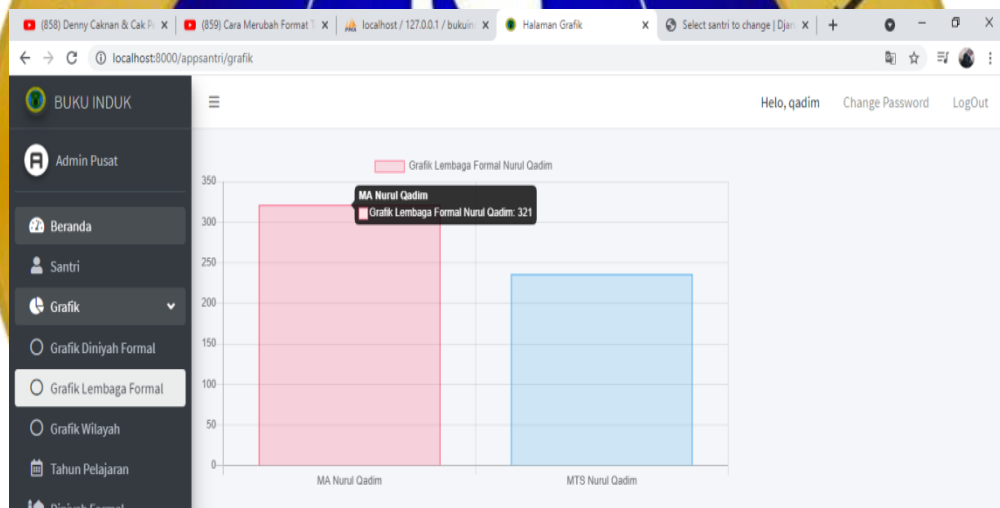 (858) Denny Caknan & Cak P
(859) Cara Merubah Format T
localhost / 127.0.0.1 / bukuin
Halaman Grafik
Select santri to change | Djan
localhost:8000/appsantri/grafik
BUKU INDUK
Helo, qadim
Change Password
LogOut
Admin Pusat
Beranda
Santri
Grafik
Grafik Diniyah Formal
Grafik Lembaga Formal
Grafik Wilayah
Tahun Pelajaran
Diniyah Formal
Grafik Lembaga Formal Nurul Qadim
MA Nurul Qadim
Grafik Lembaga Formal Nurul Qadim: 321
350
300
250
200
150
100
50
0
MA Nurul Qadim
MTS Nurul Qadim